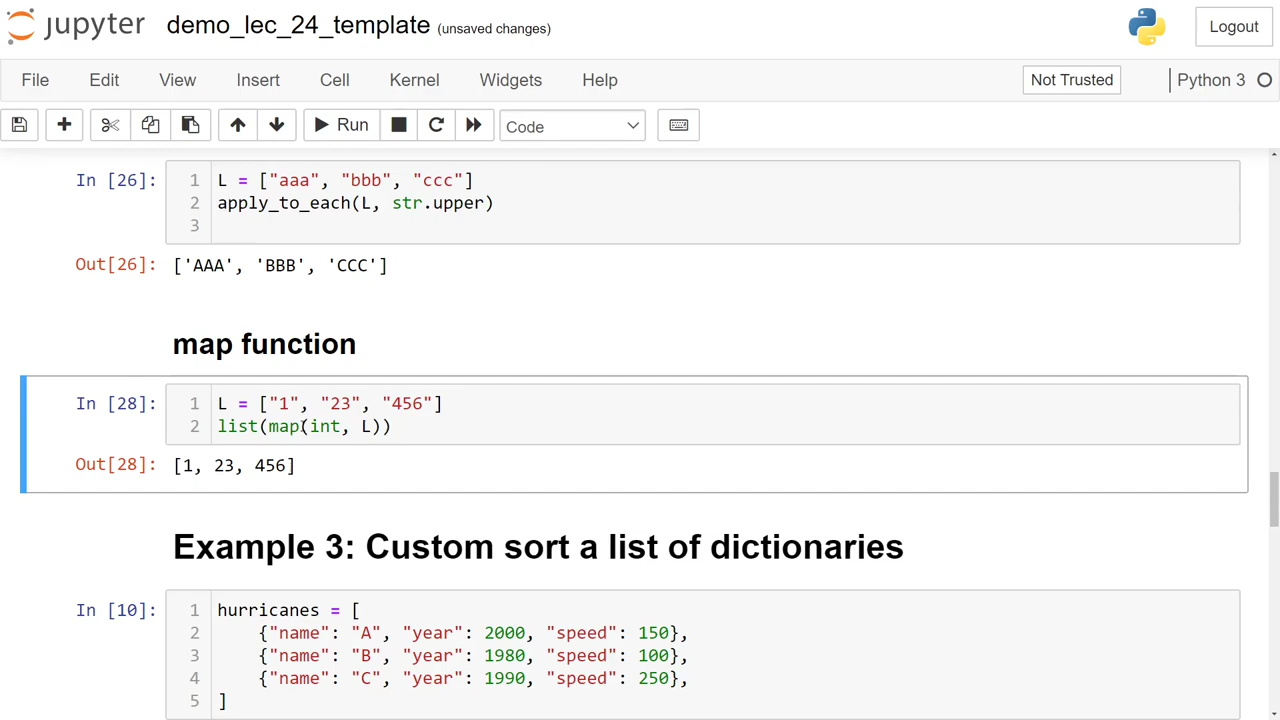 jupyter demo_lec_24_template (unsaved changes) Logout
File Edit View Insert Cell Kernel Widgets Help Not Trusted Python 3
Run Code
In [26]: 1 L = ["aaa", "bbb", "ccc"]
2 apply_to_each(L, str.upper)
3
Out[26]: ['AAA', 'BBB', 'CCC']
map function
In [28]: 1 L = ["1", "23", "456"]
2 list(map(int, L))
Out[28]: [1, 23, 456]
Example 3: Custom sort a list of dictionaries
In [10]: 1 hurricanes = [
2 {"name": "A", "year": 2000, "speed": 150},
3 {"name": "B", "year": 1980, "speed": 100},
4 {"name": "C", "year": 1990, "speed": 250},
5 ]